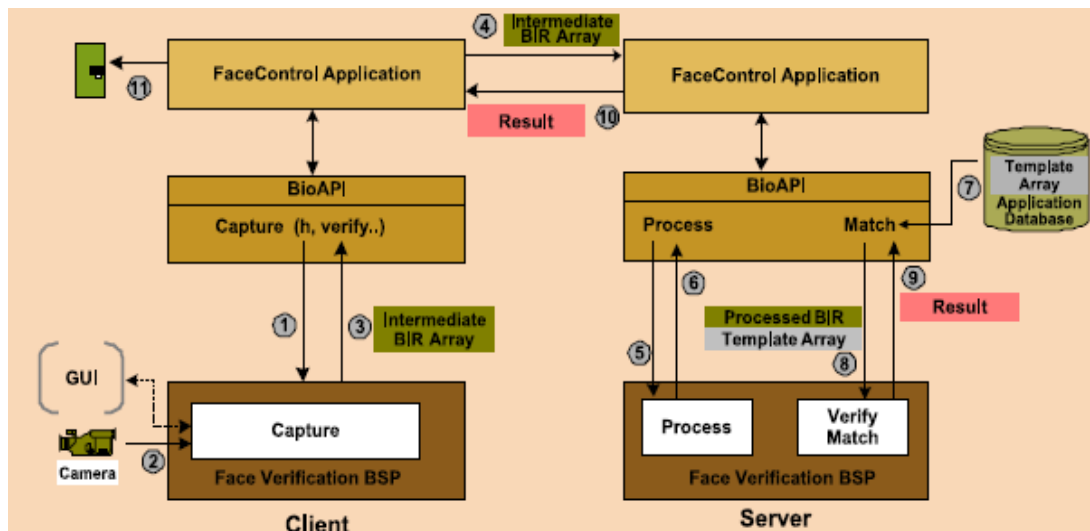 4
Intermediate
BIR Array
FaceControl Application
FaceControl Application
11
Result
10
BioAPI
Capture (h, verify..)
BioAPI
Process
Match
7
Template
Array
Application
Database
1
3
Intermediate
BIR Array
6
9
Result
Processed BIR
Template Array
5
8
GUI
Camera
2
Capture
Face Verification BSP
Process
Verify
Match
Face Verification BSP
Client
Server